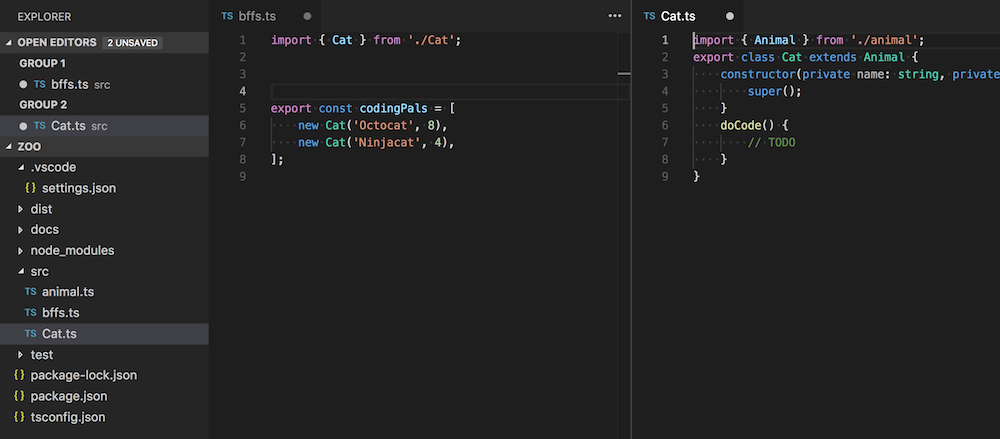 EXPLORER
OPEN EDITORS 2 UNSAVED
GROUP 1
TS bffs.ts src
GROUP 2
TS Cat.ts src
ZOO
.vscode
{} settings.json
dist
docs
node_modules
src
TS animal.ts
TS bffs.ts
TS Cat.ts
test
{} package-lock.json
{} package.json
{} tsconfig.json
TS bffs.ts
1 import { Cat } from './Cat';
2
3
4
5 export const codingPals = [
6     new Cat('Octocat', 8),
7     new Cat('Ninjacat', 4),
8 ];
9
TS Cat.ts
1 import { Animal } from './animal';
2 export class Cat extends Animal {
3     constructor(private name: string, private
4         super();
5     }
6     doCode() {
7         // TODO
8     }
9 }